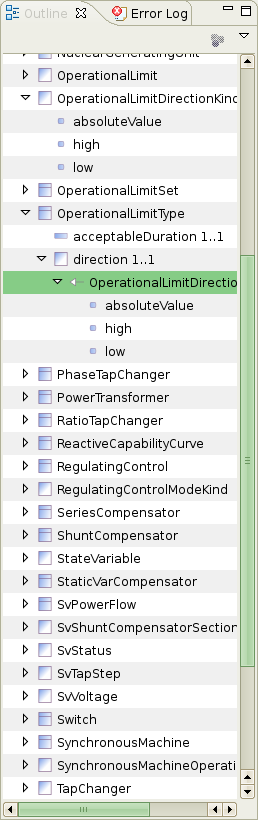 Outline
Error Log
NuclearGeneratingUnit
OperationalLimit
OperationalLimitDirectionKind
absoluteValue
high
low
OperationalLimitSet
OperationalLimitType
acceptableDuration 1..1
direction 1..1
OperationalLimitDirectio
absoluteValue
high
low
PhaseTapChanger
PowerTransformer
RatioTapChanger
ReactiveCapabilityCurve
RegulatingControl
RegulatingControlModeKind
SeriesCompensator
ShuntCompensator
StateVariable
StaticVarCompensator
SvPowerFlow
SvShuntCompensatorSection
SvStatus
SvTapStep
SvVoltage
Switch
SynchronousMachine
SynchronousMachineOperati
TapChanger